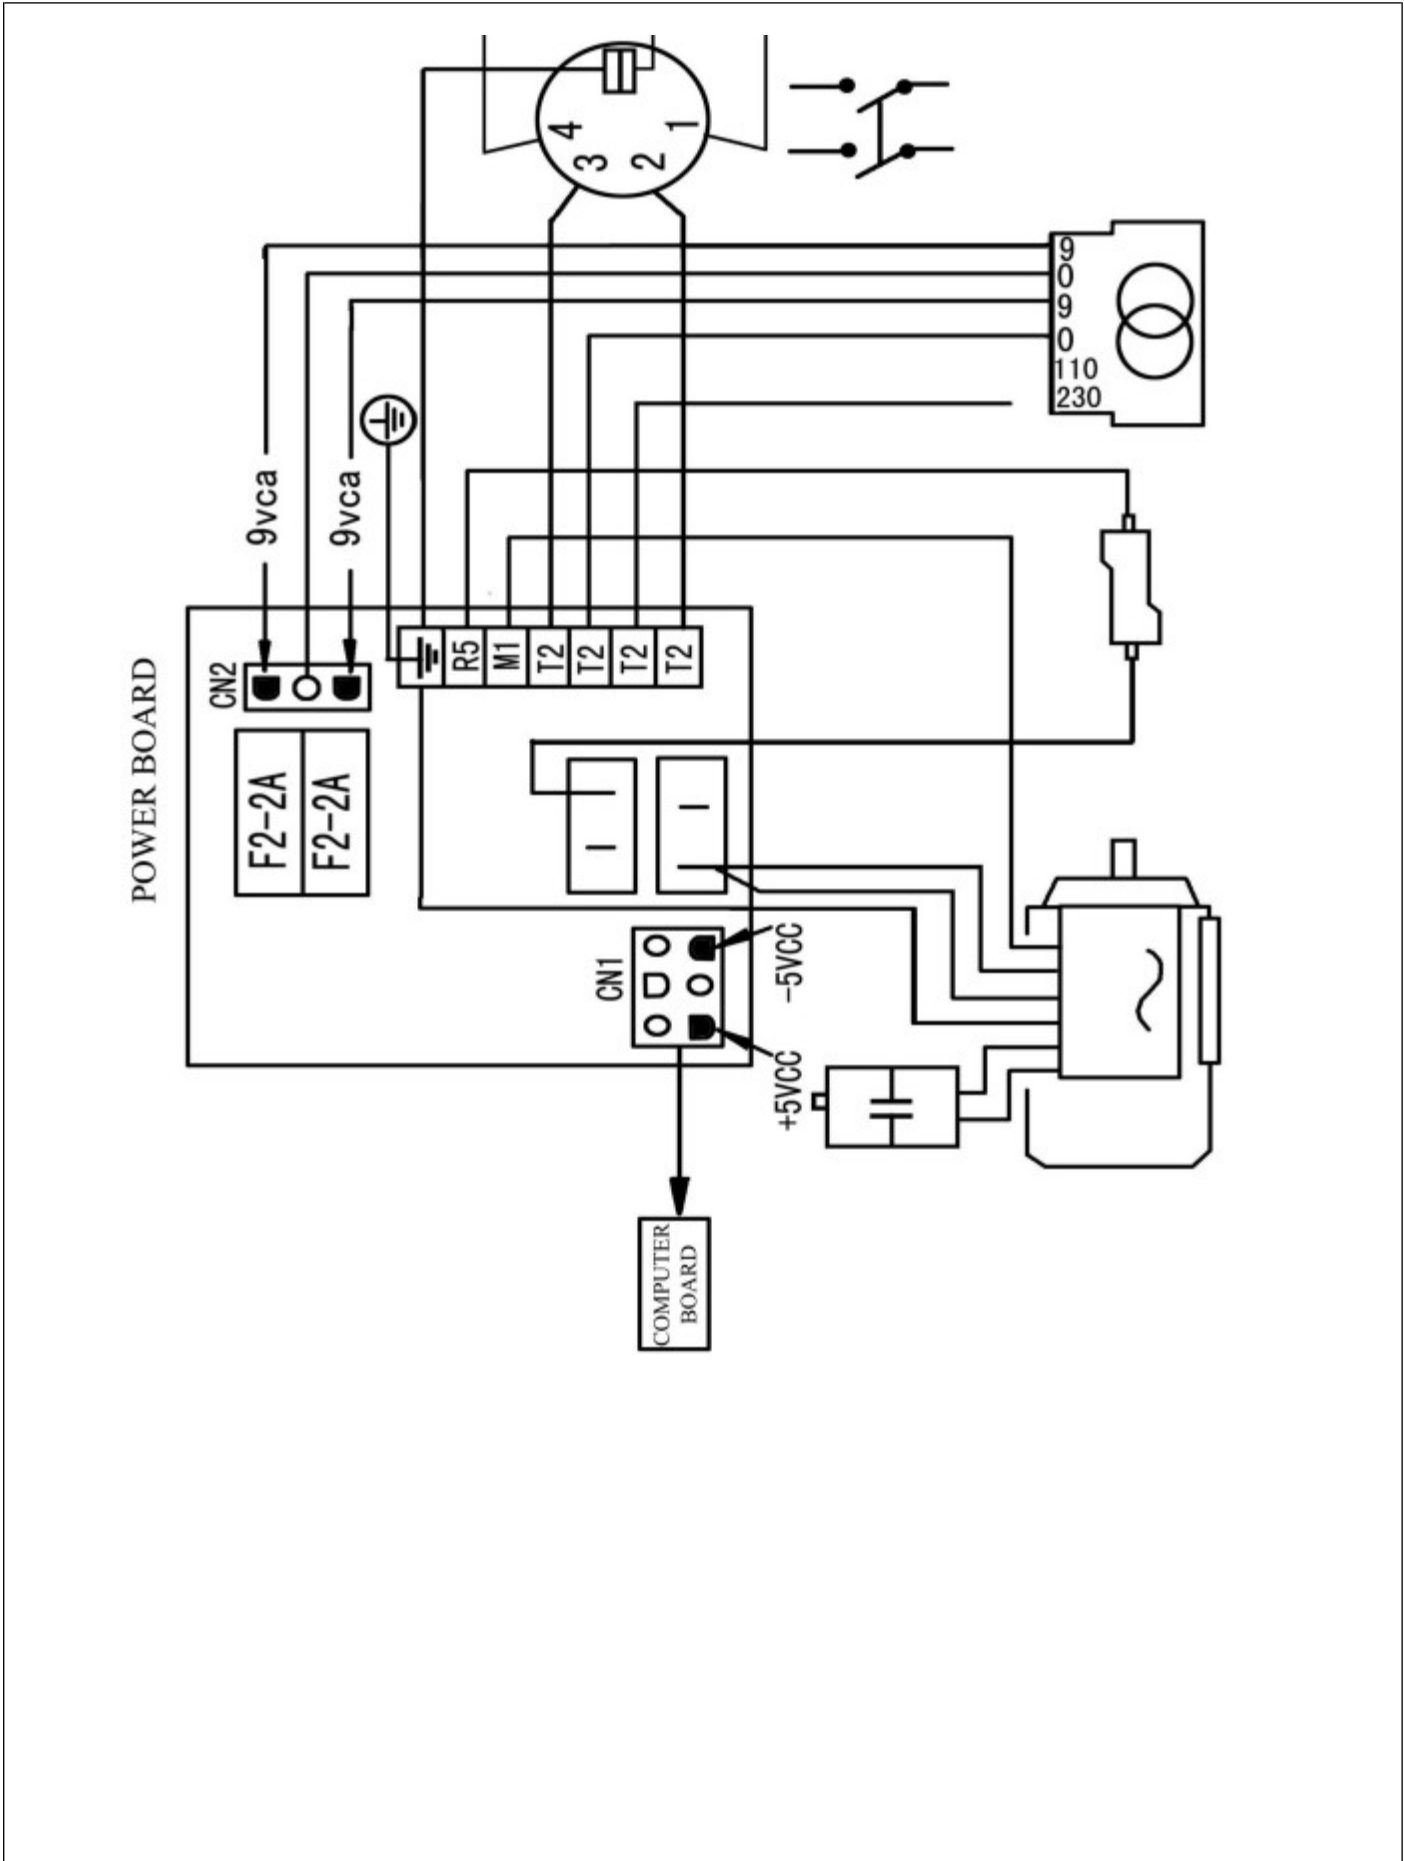 4
3
2
1
9
0
9
0
110
230
9vca
9vca
POWER BOARD
CN2
R5
M1
T2
T2
T2
T2
F2-2A
F2-2A
CN1
-5VCC
+5VCC
COMPUTER
BOARD